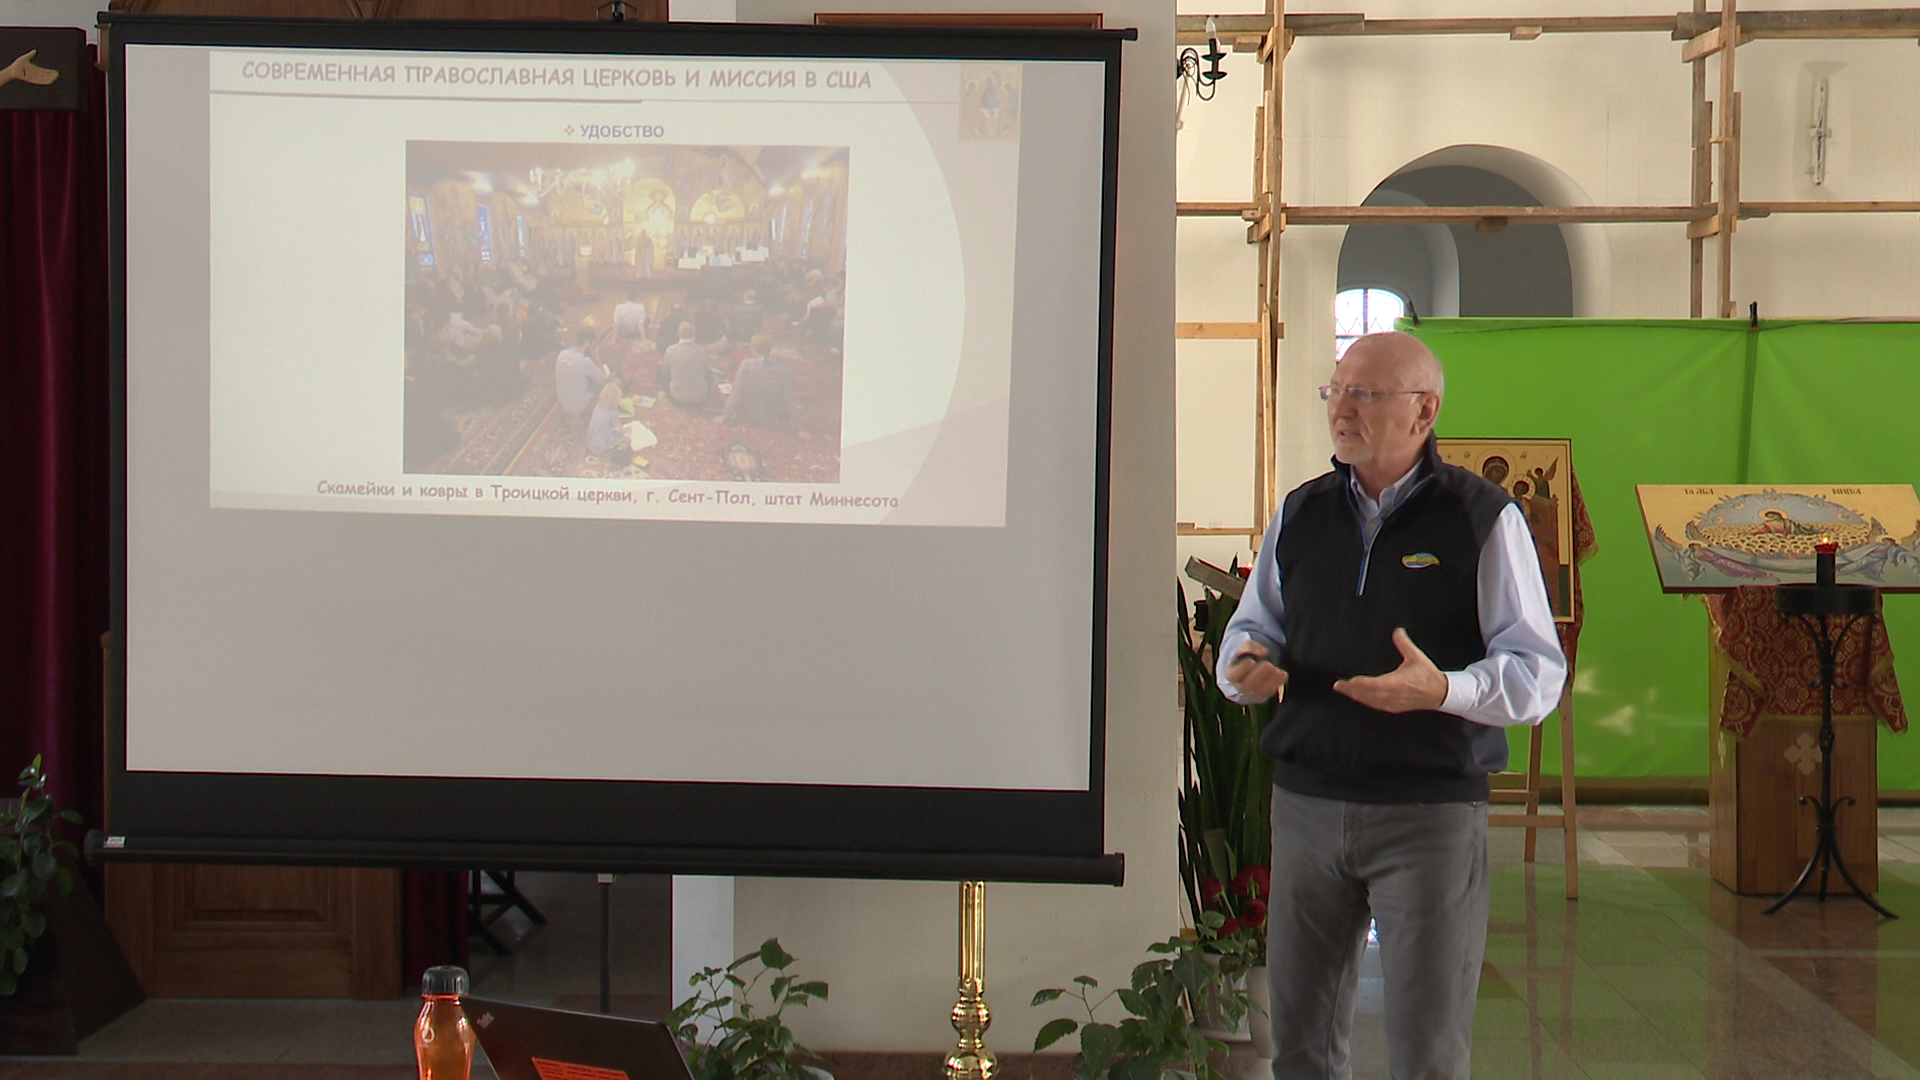 СОВРЕМЕННАЯ ПРАВОСЛАВНАЯ ЦЕРКОВЬ И МИССИЯ В США
УДОБСТВО
Скамейки и ковры в Троицкой церкви, г. Сент-Пол, штат Миннесота